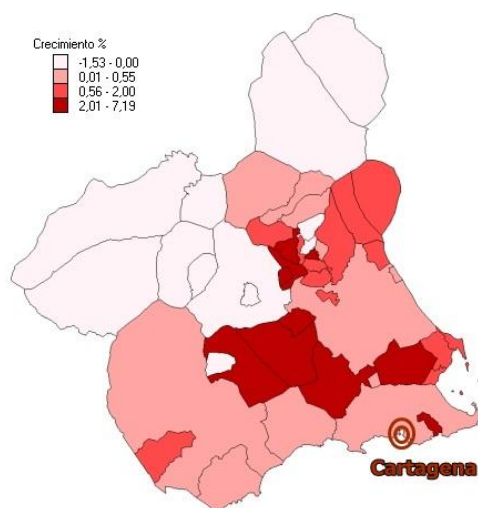 Crecimiento %
-1,53 - 0,00
0,01 - 0,55
0,56 - 2,00
2,01 - 7,19
Cartagena